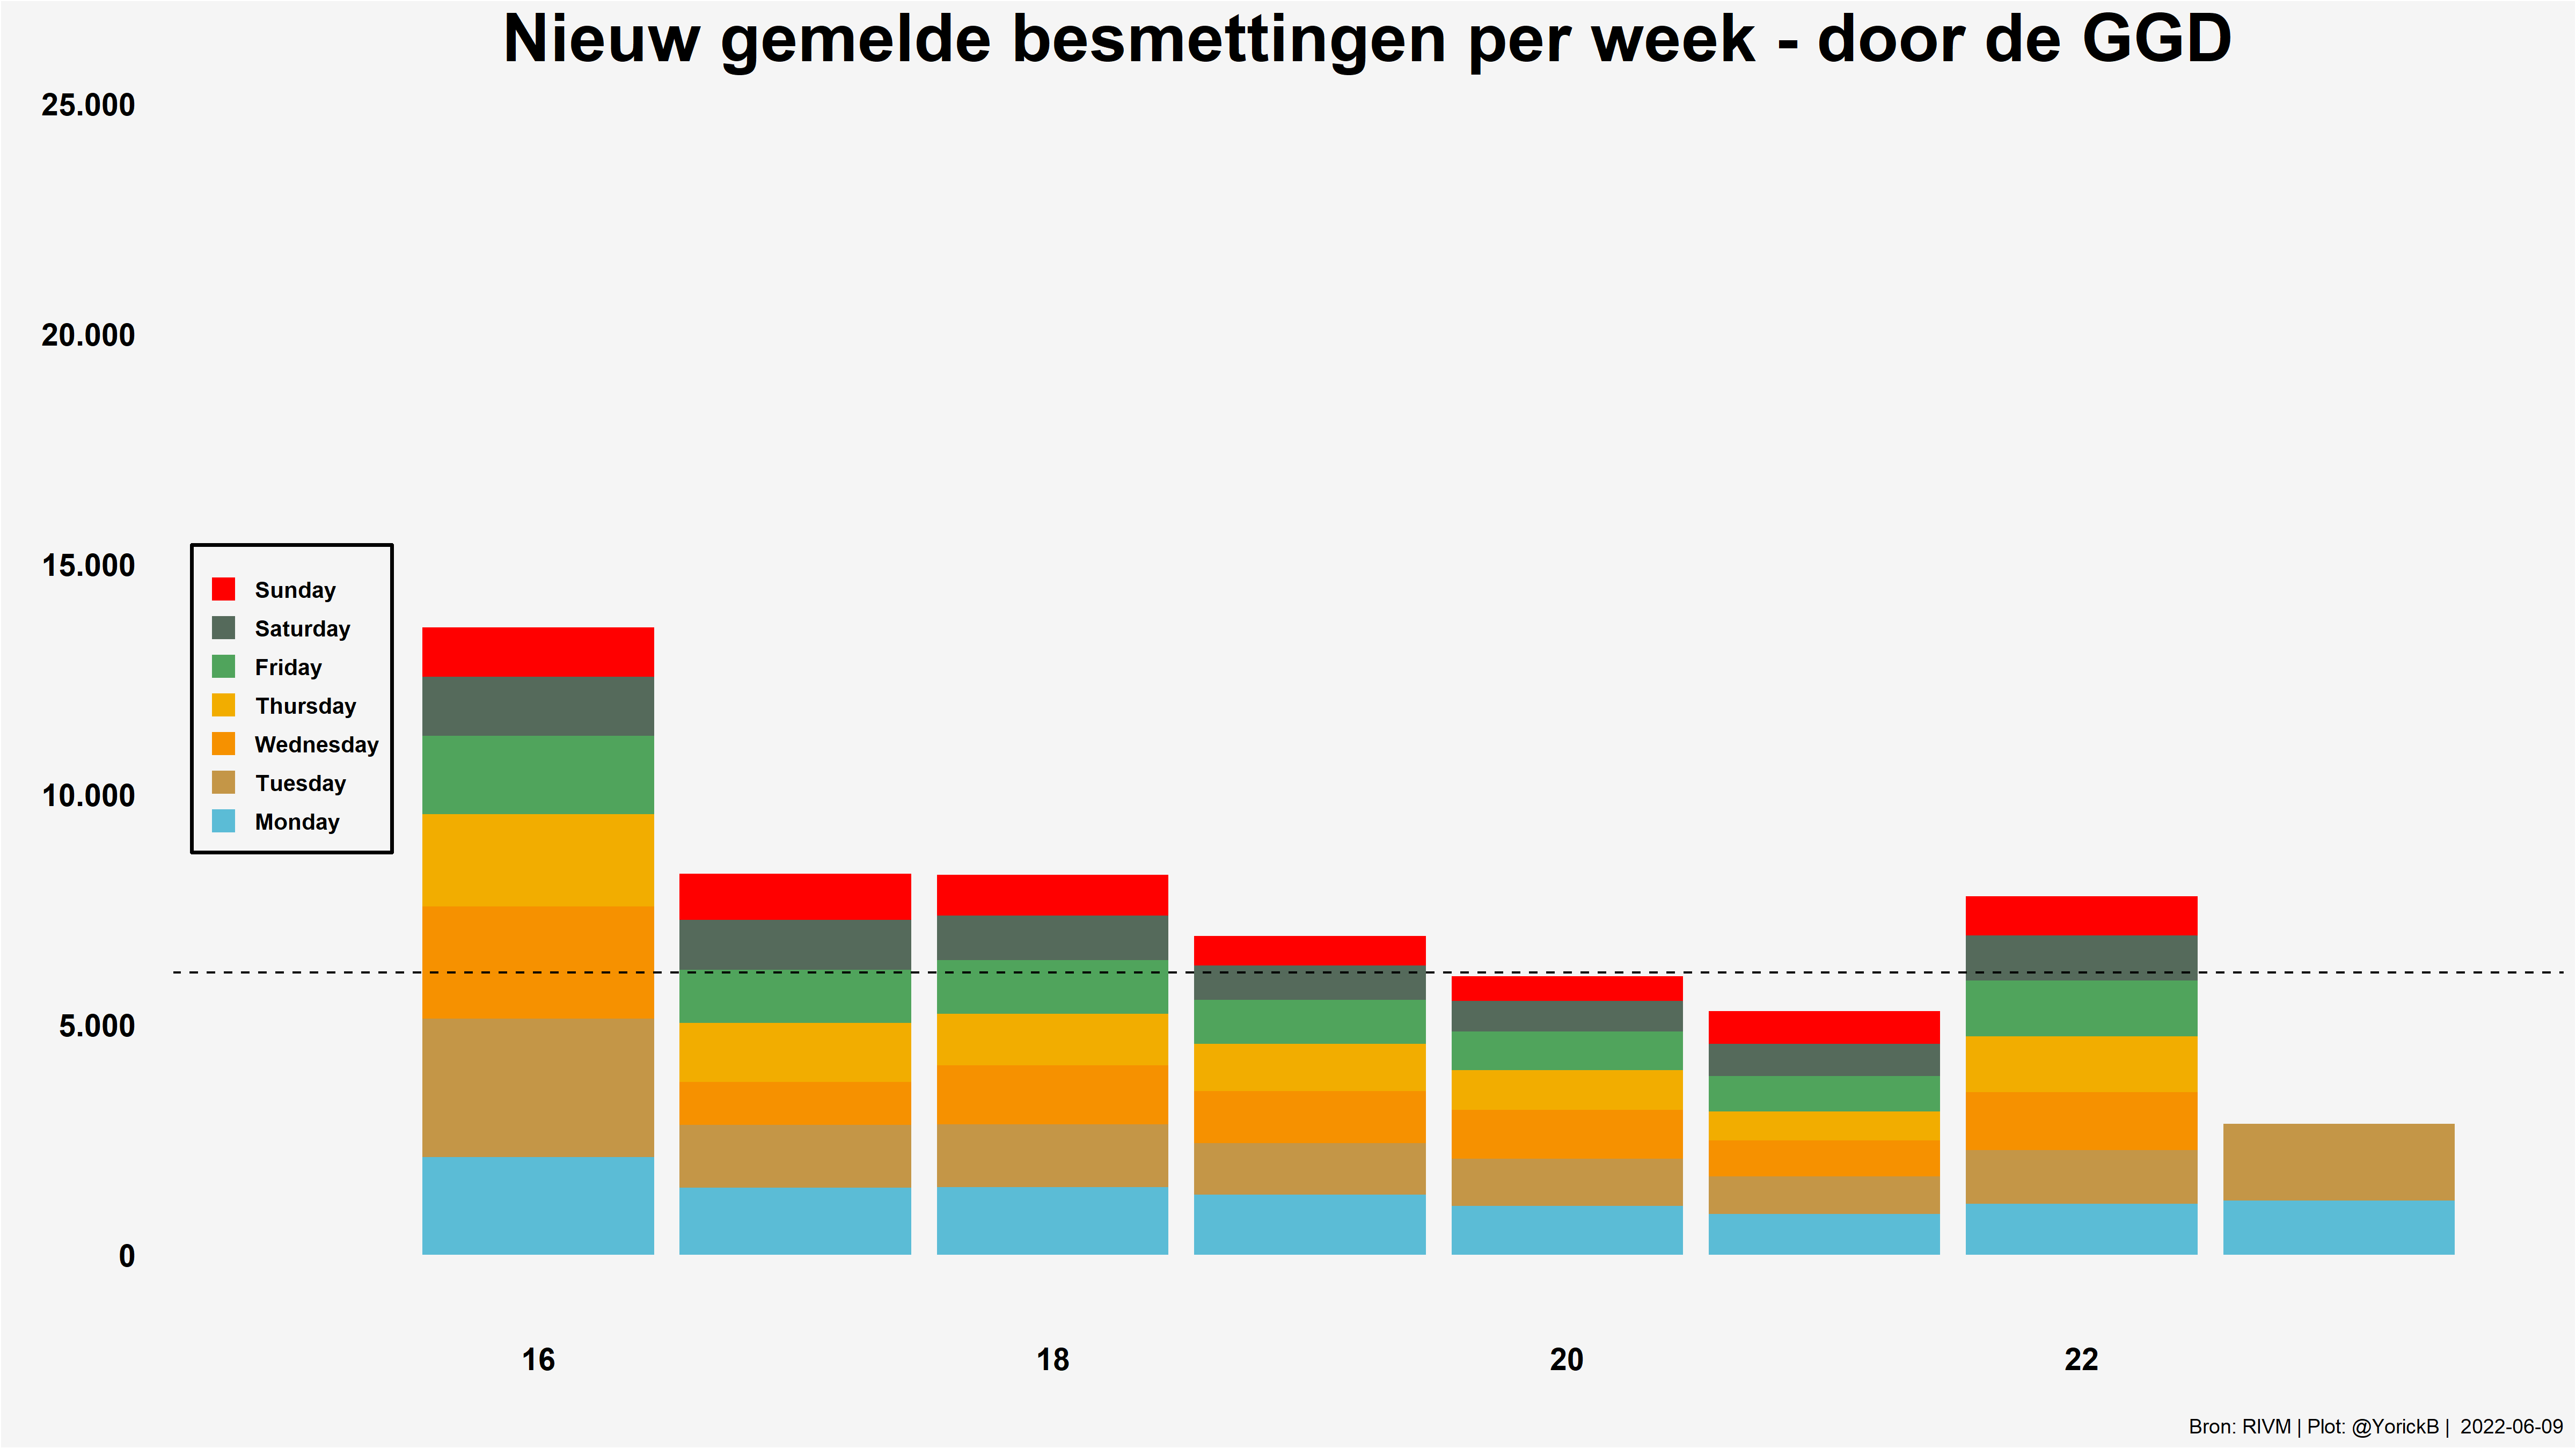 Nieuw gemelde besmettingen per week - door de GGD
25.000
20.000
15.000
10.000
5.000
0
Sunday
Saturday
Friday
Thursday
Wednesday
Tuesday
Monday
16 18 20 22
Bron: RIVM | Plot: @YorickB | 2022-06-09